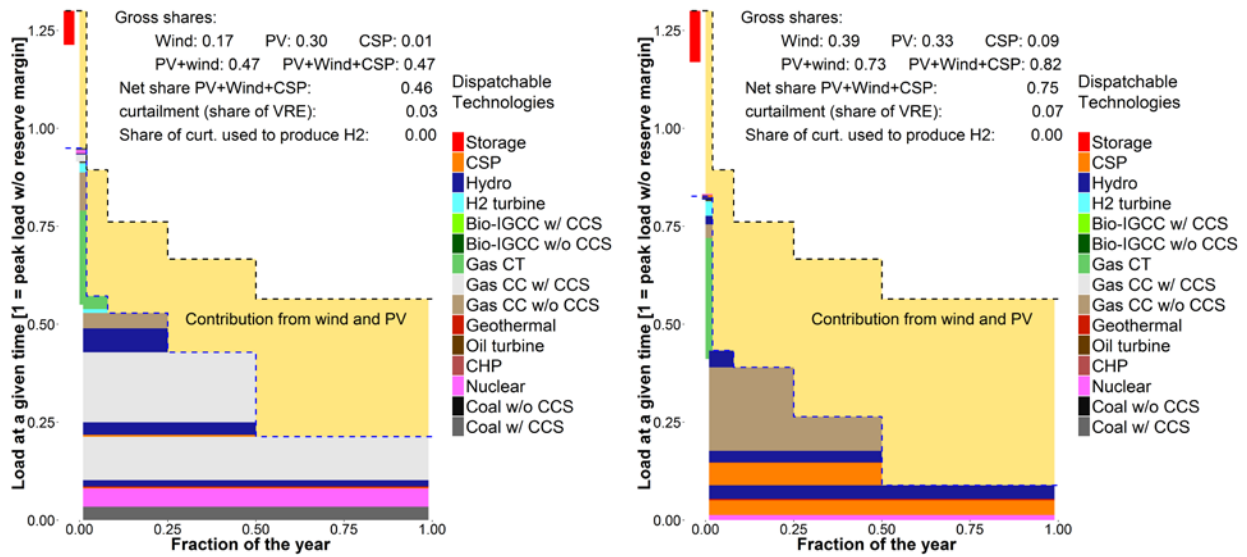 Gross shares:
Wind: 0.17 PV: 0.30 CSP: 0.01
PV+wind: 0.47 PV+Wind+CSP: 0.47
Net share PV+Wind+CSP: 0.46
curtailment (share of VRE): 0.03
Share of curt. used to produce H2: 0.00
Load at a given time [1 = peak load w/o reserve margin]
1.25
1.00
0.75
0.50
0.25
0.00
Contribution from wind and PV
0.00 0.25 0.50 0.75 1.00
Fraction of the year
Dispatchable
Technologies
Storage
CSP
Hydro
H2 turbine
Bio-IGCC w/ CCS
Bio-IGCC w/o CCS
Gas CT
Gas CC w/ CCS
Gas CC w/o CCS
Geothermal
Oil turbine
CHP
Nuclear
Coal w/o CCS
Coal w/ CCS
Gross shares:
Wind: 0.39 PV: 0.33 CSP: 0.09
PV+wind: 0.73 PV+Wind+CSP: 0.82
Net share PV+Wind+CSP: 0.75
curtailment (share of VRE): 0.07
Share of curt. used to produce H2: 0.00
Load at a given time [1 = peak load w/o reserve margin]
1.25
1.00
0.75
0.50
0.25
0.00
Contribution from wind and PV
0.00 0.25 0.50 0.75 1.00
Fraction of the year
Dispatchable
Technologies
Storage
CSP
Hydro
H2 turbine
Bio-IGCC w/ CCS
Bio-IGCC w/o CCS
Gas CT
Gas CC w/ CCS
Gas CC w/o CCS
Geothermal
Oil turbine
CHP
Nuclear
Coal w/o CCS
Coal w/ CCS